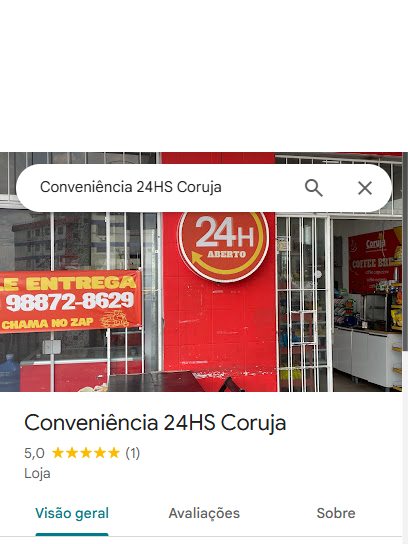 Conveniência 24HS Coruja
24H
ABERTO
LE ENTREGA
98872-8629
CHAMA NO ZAP
Coruja
COFFEE BRE
Conveniência 24HS Coruja
5,0 ★★★★★ (1)
Loja
Visão geral
Avaliações
Sobre